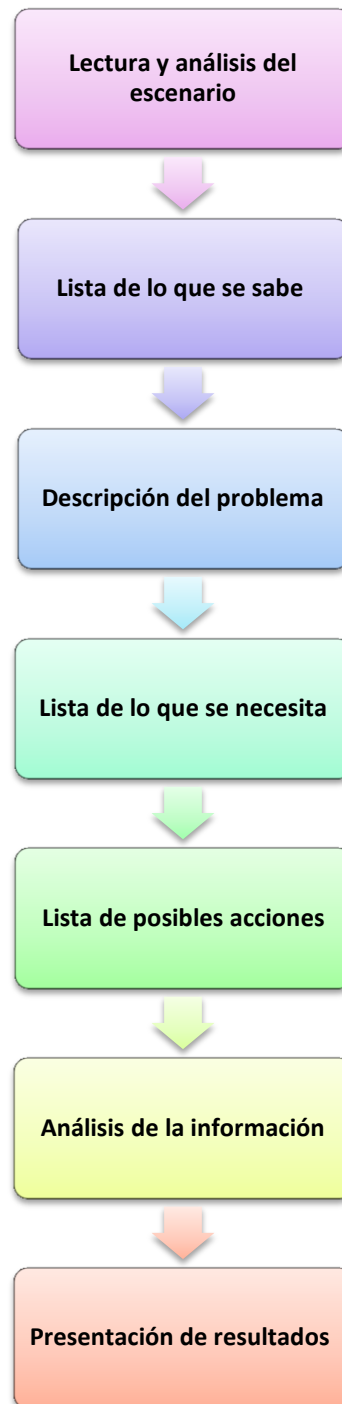 Lectura y análisis del
escenario
Lista de lo que se sabe
Descripción del problema
Lista de lo que se necesita
Lista de posibles acciones
Análisis de la información
Presentación de resultados